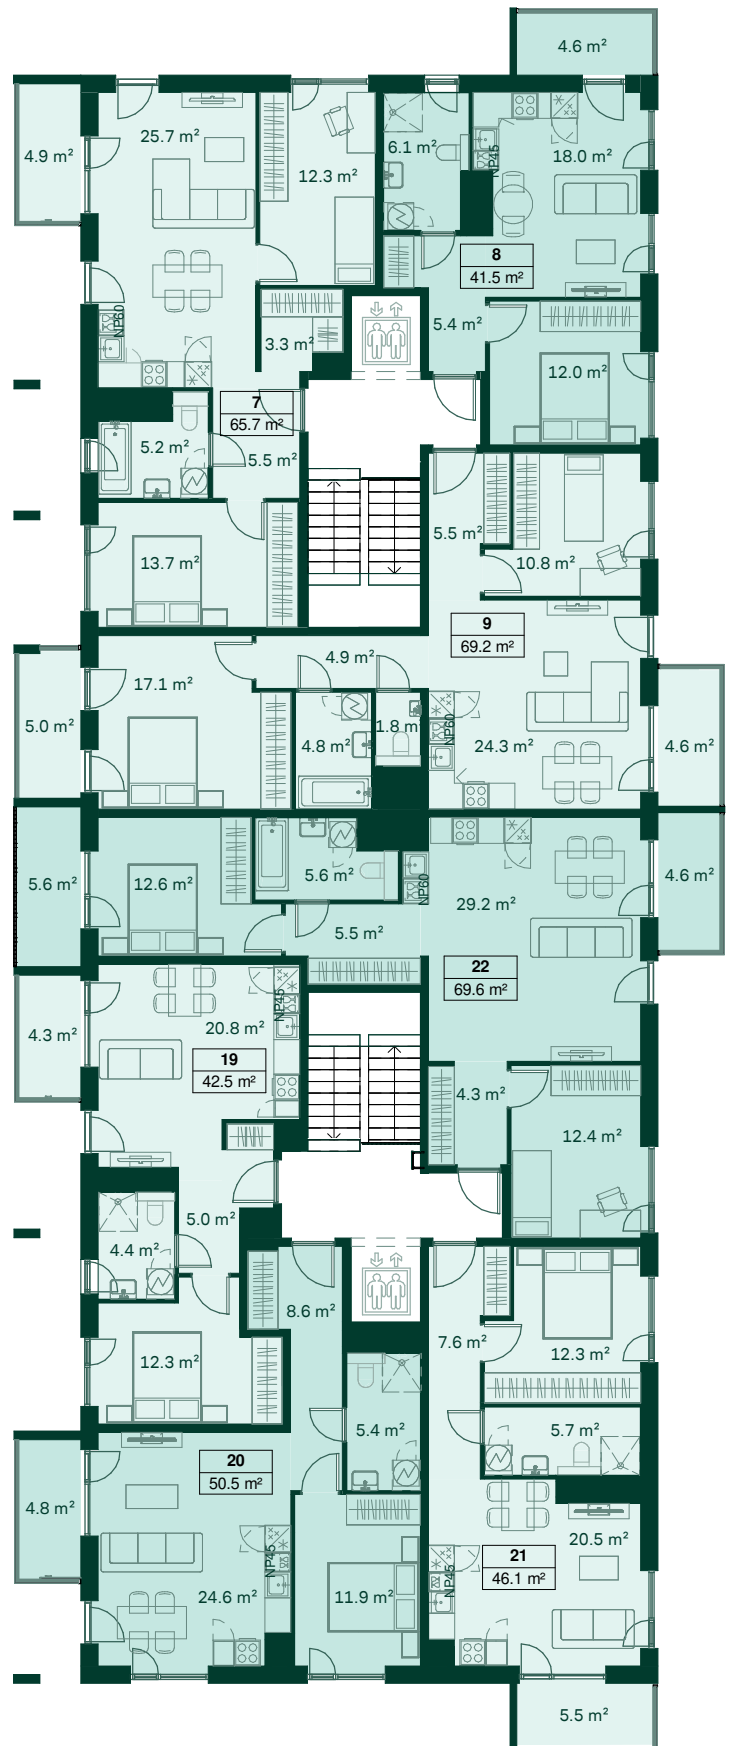 4.6 m²
25.7 m²
4.9 m²
12.3 m²
6.1 m²
NP45
18.0 m²
8
41.5 m²
NP60
3.3 m²
5.4 m²
12.0 m²
7
65.7 m²
5.2 m²
5.5 m²
13.7 m²
5.5 m²
10.8 m²
9
69.2 m²
4.9 m²
17.1 m²
5.0 m²
4.8 m²
1.8 m²
NP60
24.3 m²
4.6 m²
5.6 m²
12.6 m²
5.6 m²
NP60
29.2 m²
4.6 m²
5.5 m²
22
69.6 m²
4.3 m²
20.8 m²
NP45
19
42.5 m²
4.3 m²
12.4 m²
5.0 m²
4.4 m²
8.6 m²
7.6 m²
12.3 m²
12.3 m²
5.4 m²
5.7 m²
20
50.5 m²
4.8 m²
24.6 m²
NP45
11.9 m²
20.5 m²
21
46.1 m²
NP45
5.5 m²